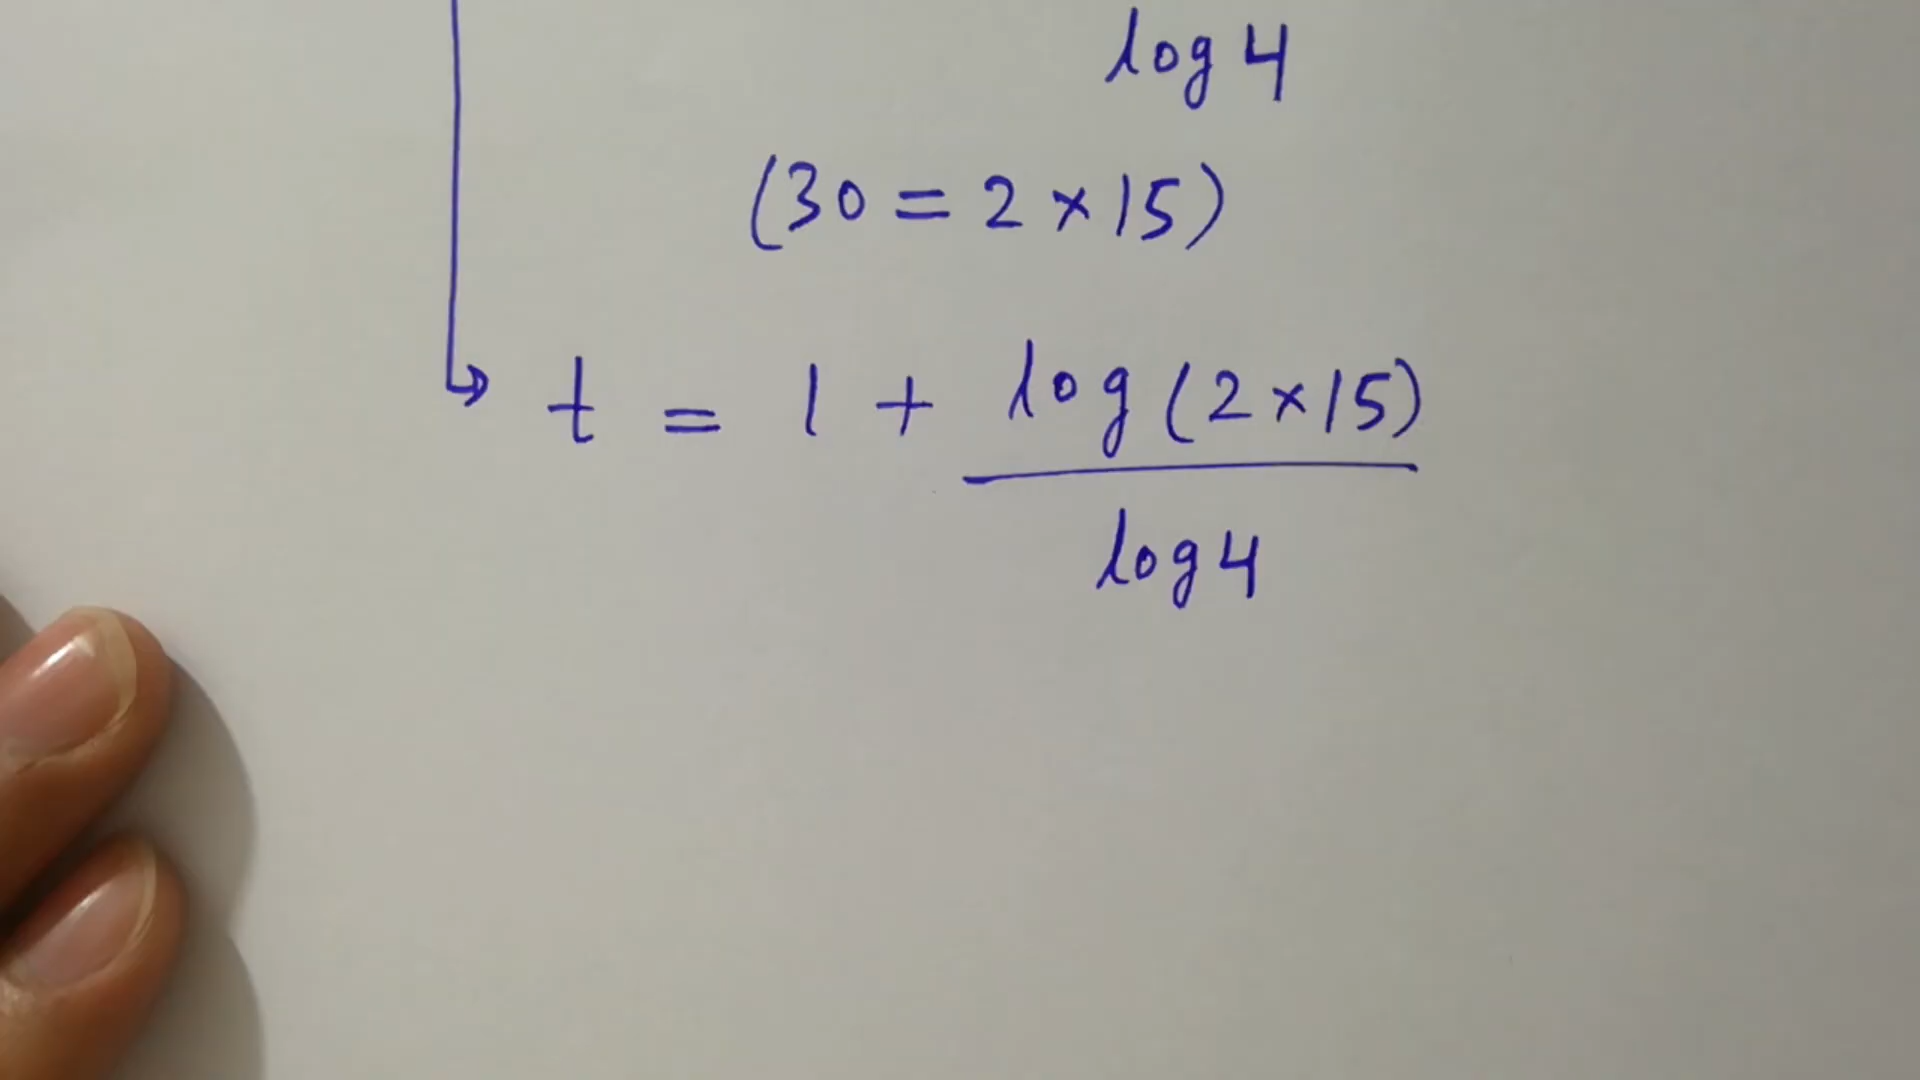 log 4
(30 = 2 × 15)
t = 1 + log (2 × 15)
log 4